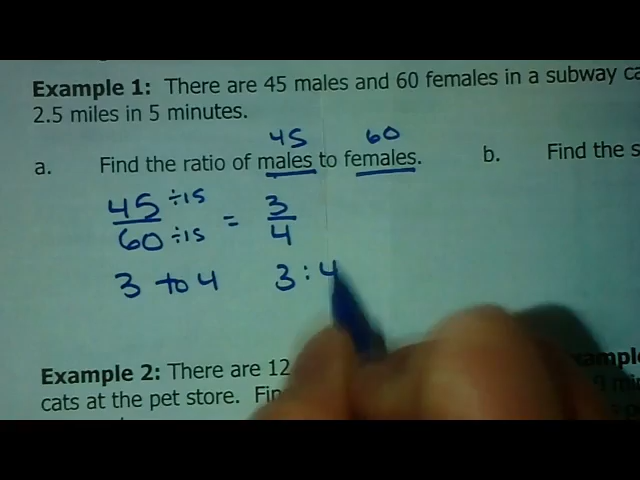 Example 1: There are 45 males and 60 females in a subway
2.5 miles in 5 minutes.
45 60
a. Find the ratio of males to females. b. Find the
45 ÷15 = 3
60 ÷15 4
3 to 4 3:4
Example 2: There are 12
cats at the pet store.